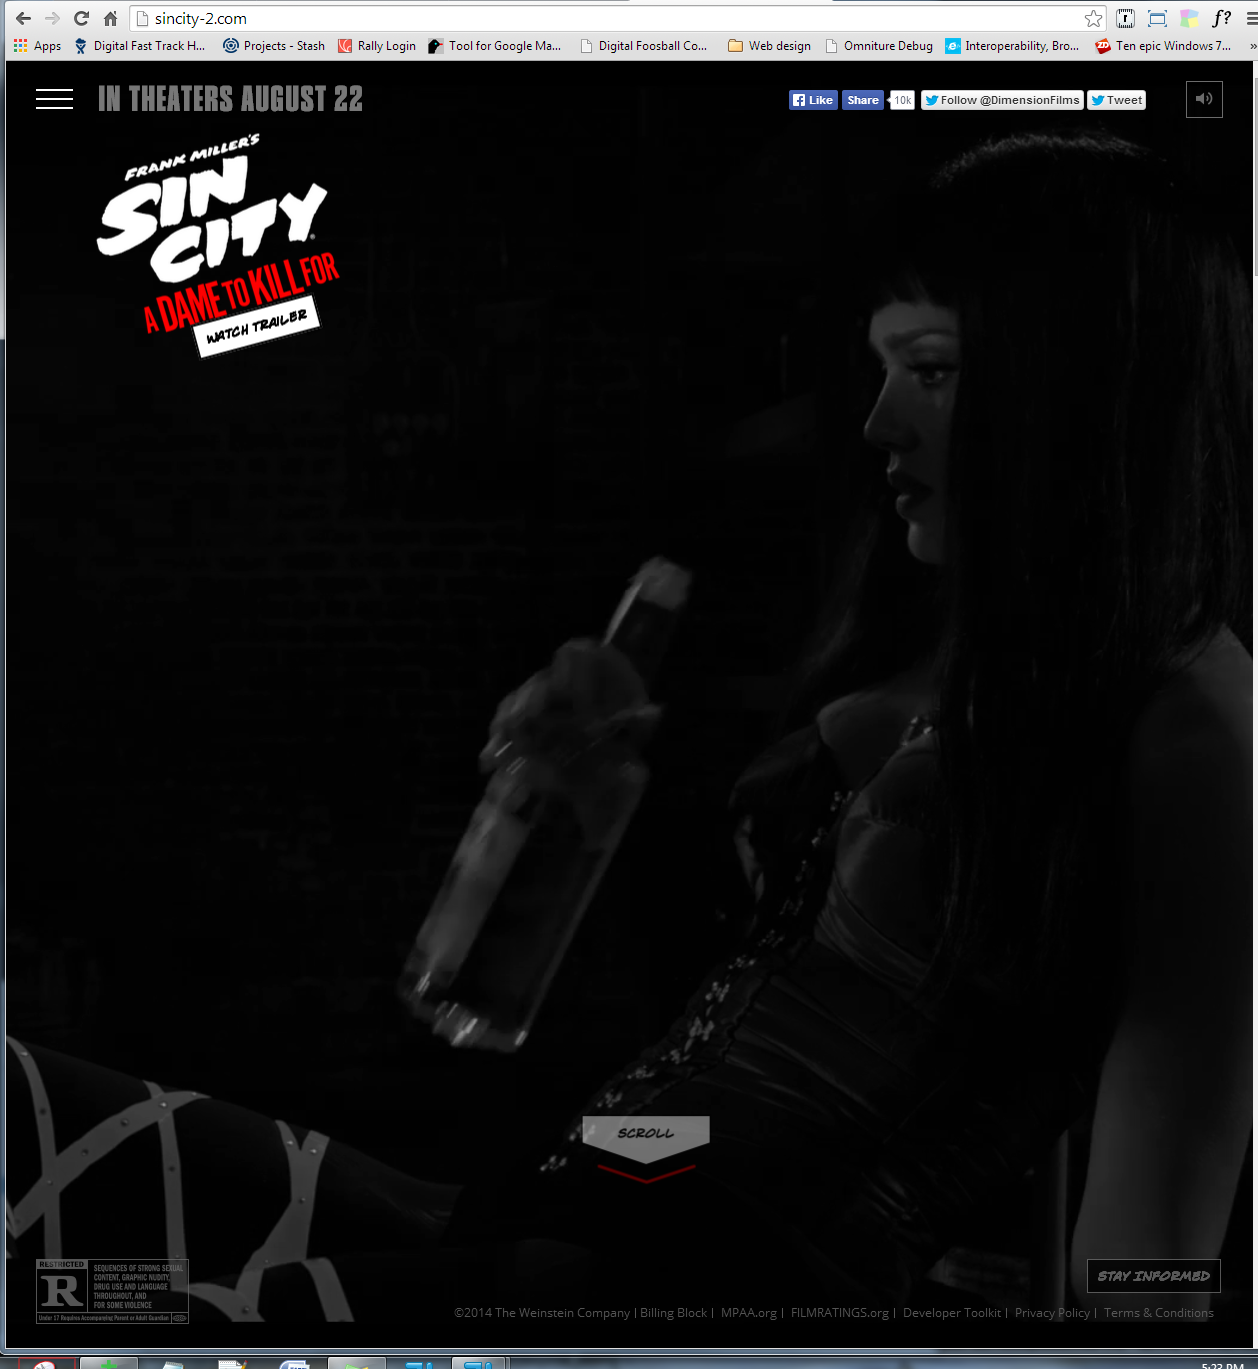 sincity-2.com
Apps
Digital Fast Track H...
Projects - Stash
Rally Login
Tool for Google Ma...
Digital Foosball Co...
Web design
Omniture Debug
Interoperability, Bro...
Ten epic Windows 7...
»
IN THEATERS AUGUST 22
Like
Share
10k
Follow @DimensionFilms
Tweet
FRANK MILLER'S
SIN
CITY
A DAME TO KILL FOR
WATCH TRAILER
SCROLL
RESTRICTED
R
SEQUENCES OF STRONG SEXUAL
CONTENT, GRAPHIC NUDITY,
DRUG USE AND LANGUAGE
THROUGHOUT, AND
FOR SOME VIOLENCE
Under 17 Requires Accompanying Parent or Adult Guardian
STAY INFORMED
©2014 The Weinstein Company | Billing Block | MPAA.org | FILMRATINGS.org | Developer Toolkit | Privacy Policy | Terms & Conditions
5:23 PM